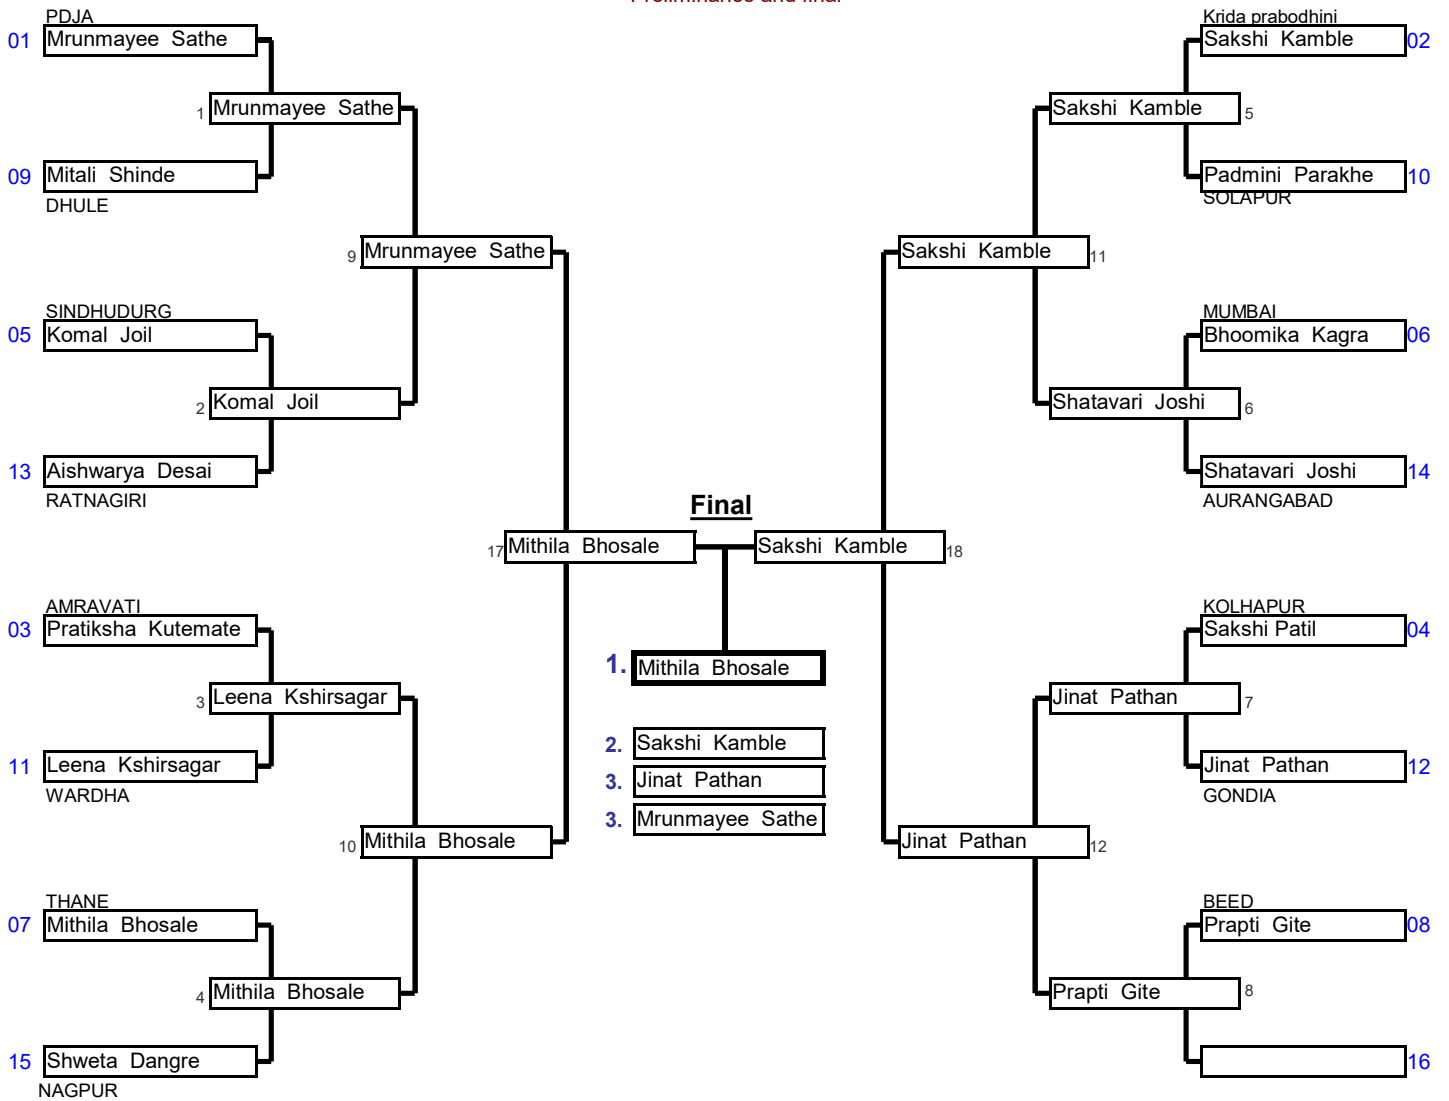 Preliminaries and final
PDJA
01 Mrunmayee Sathe
1 Mrunmayee Sathe
09 Mitali Shinde
DHULE
9 Mrunmayee Sathe
SINDHUDURG
05 Komal Joil
2 Komal Joil
13 Aishwarya Desai
RATNAGIRI
17 Mithila Bhosale
AMRAVATI
03 Pratiksha Kutemate
3 Leena Kshirsagar
11 Leena Kshirsagar
WARDHA
10 Mithila Bhosale
THANE
07 Mithila Bhosale
4 Mithila Bhosale
15 Shweta Dangre
NAGPUR
Final
1. Mithila Bhosale
2. Sakshi Kamble
3. Jinat Pathan
3. Mrunmayee Sathe
Krida prabodhini
Sakshi Kamble 02
Sakshi Kamble 5
Padmini Parakhe 10
SOLAPUR
Sakshi Kamble 11
MUMBAI
Bhoomika Kagra 06
Shatavari Joshi 6
Shatavari Joshi 14
AURANGABAD
Sakshi Kamble 18
KOLHAPUR
Sakshi Patil 04
Jinat Pathan 7
Jinat Pathan 12
GONDIA
Jinat Pathan 12
BEED
Prapti Gite 08
Prapti Gite 8
16